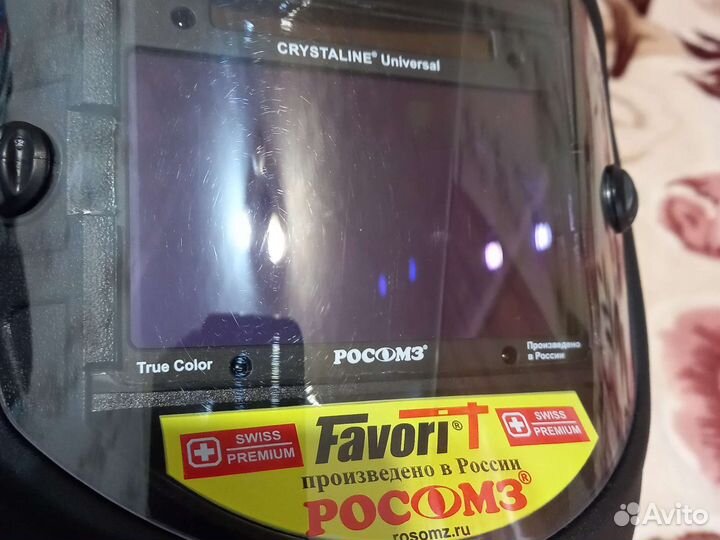 CRYSTALINE® Universal
True Color
РОСОМЗ®
Произведено
в России
SWISS
PREMIUM
Favori®t
SWISS
PREMIUM
произведено в России
РОСОМЗ®
rosomz.ru
Avito